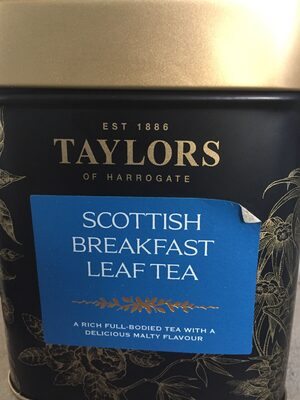 EST 1886
TAYLORS
OF HARROGATE
SCOTTISH
BREAKFAST
LEAF TEA
A RICH FULL-BODIED TEA WITH A
DELICIOUS MALTY FLAVOUR